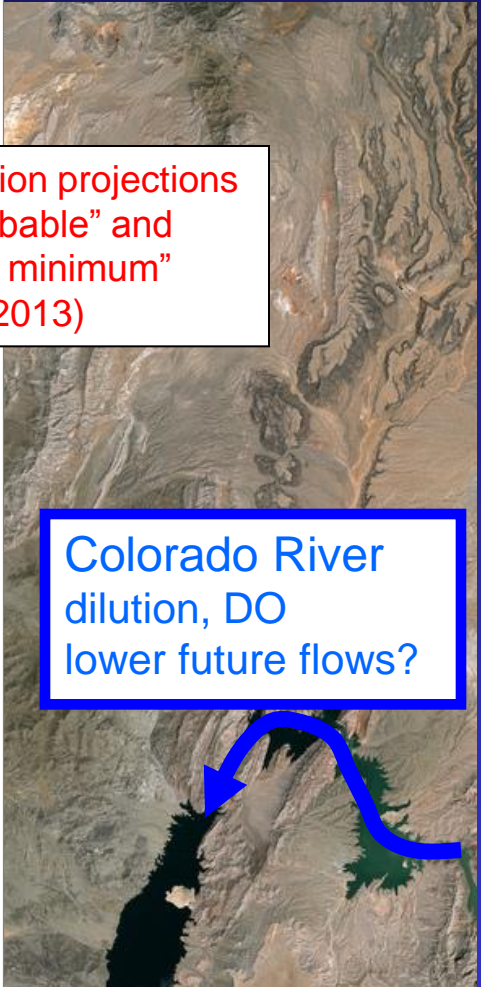 ion projections
bable” and
minimum”
2013)
Colorado River
dilution, DO
lower future flows?